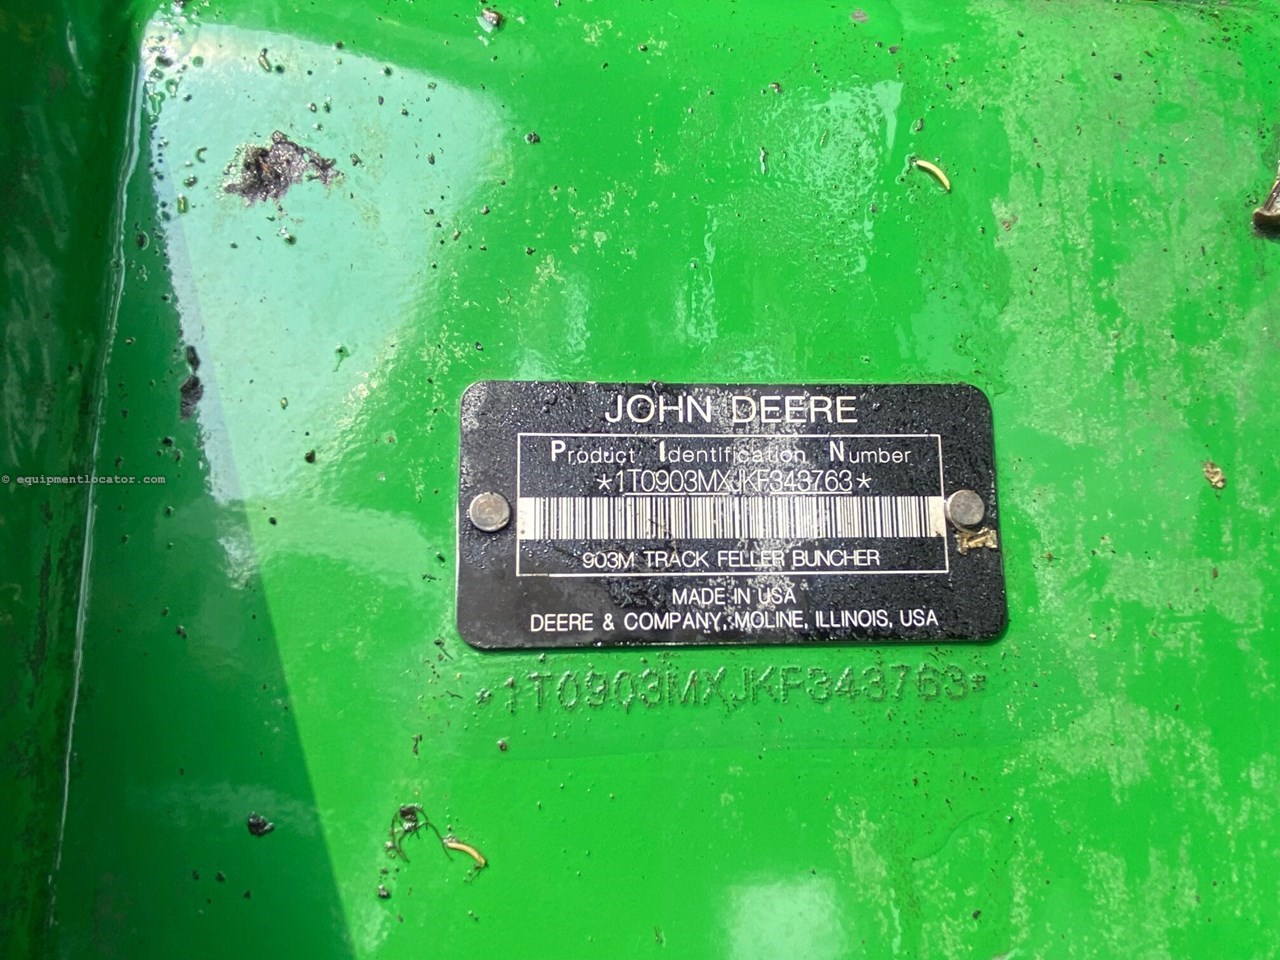 © equipmentlocator.com
JOHN DEERE
Product Identification Number
*1T0903MXJKF343763*
903M TRACK FELLER BUNCHER
MADE IN USA
DEERE & COMPANY, MOLINE, ILLINOIS, USA
*1T0903MXJKF343763*